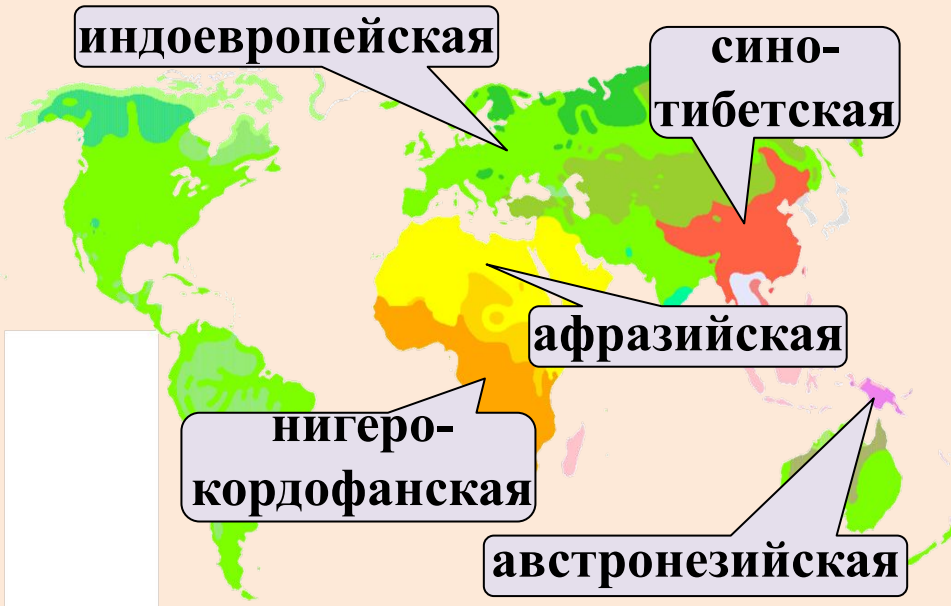 индоевропейская
сино-
тибетская
афразийская
нигеро-
кордофанская
австронезийская